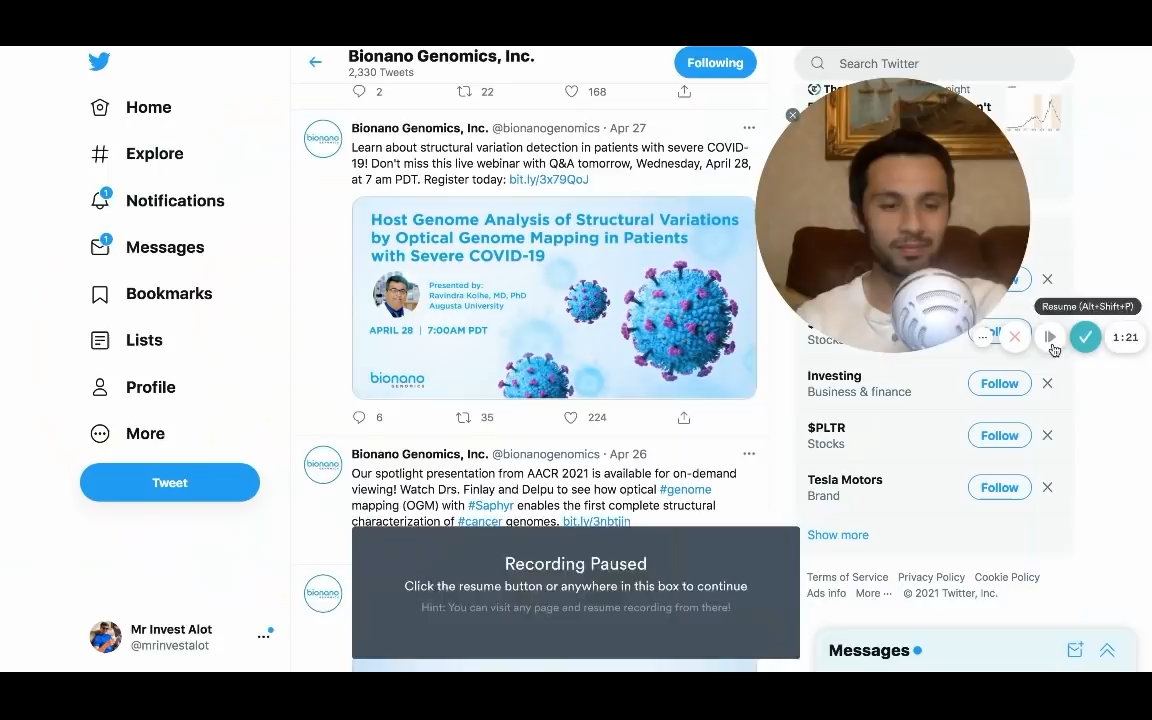 Home
Explore
1
Notifications
1
Messages
Bookmarks
Lists
Profile
More
Tweet
Mr Invest Alot
@mrinvestalot
Bionano Genomics, Inc.
2,330 Tweets
Following
2 22 168
Bionano Genomics, Inc. @bionanogenomics · Apr 27
Learn about structural variation detection in patients with severe COVID-
19! Don't miss this live webinar with Q&A tomorrow, Wednesday, April 28,
at 7 am PDT. Register today: bit.ly/3x79QoJ
bionano
Host Genome Analysis of Structural Variations
by Optical Genome Mapping in Patients
with Severe COVID-19
Presented by:
Ravindra Kolhe, MD, PhD
Augusta University
APRIL 28 | 7:00AM PDT
bionano
GENOMICS
6 35 224
Bionano Genomics, Inc. @bionanogenomics · Apr 26
Our spotlight presentation from AACR 2021 is available for on-demand
viewing! Watch Drs. Finlay and Delpu to see how optical #genome
mapping (OGM) with #Saphyr enables the first complete structural
characterization of #cancer genomes. bit.ly/3nbtjin
bionano
bionano
Recording Paused
Click the resume button or anywhere in this box to continue
Hint: You can visit any page and resume recording from there!
Search Twitter
Resume (Alt+Shift+P)
1:21
Investing
Business & finance
Follow
$PLTR
Stocks
Follow
Tesla Motors
Brand
Follow
Show more
Terms of Service Privacy Policy Cookie Policy
Ads info More ··· © 2021 Twitter, Inc.
Messages